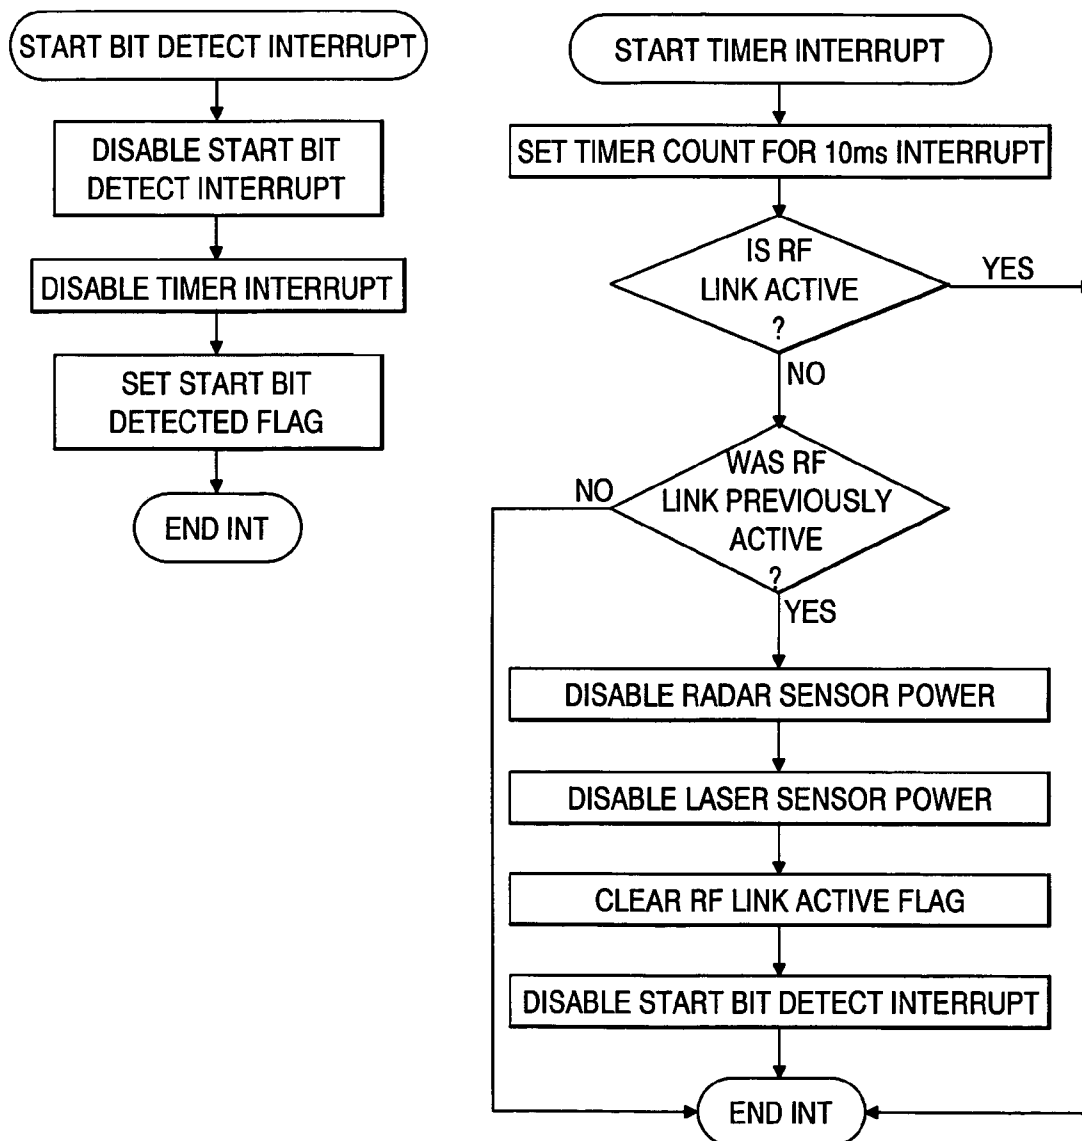 START BIT DETECT INTERRUPT
DISABLE START BIT
DETECT INTERRUPT
DISABLE TIMER INTERRUPT
SET START BIT
DETECTED FLAG
END INT
START TIMER INTERRUPT
SET TIMER COUNT FOR 10ms INTERRUPT
IS RF
LINK ACTIVE
?
YES
NO
WAS RF
LINK PREVIOUSLY
ACTIVE
?
NO
YES
DISABLE RADAR SENSOR POWER
DISABLE LASER SENSOR POWER
CLEAR RF LINK ACTIVE FLAG
DISABLE START BIT DETECT INTERRUPT
END INT